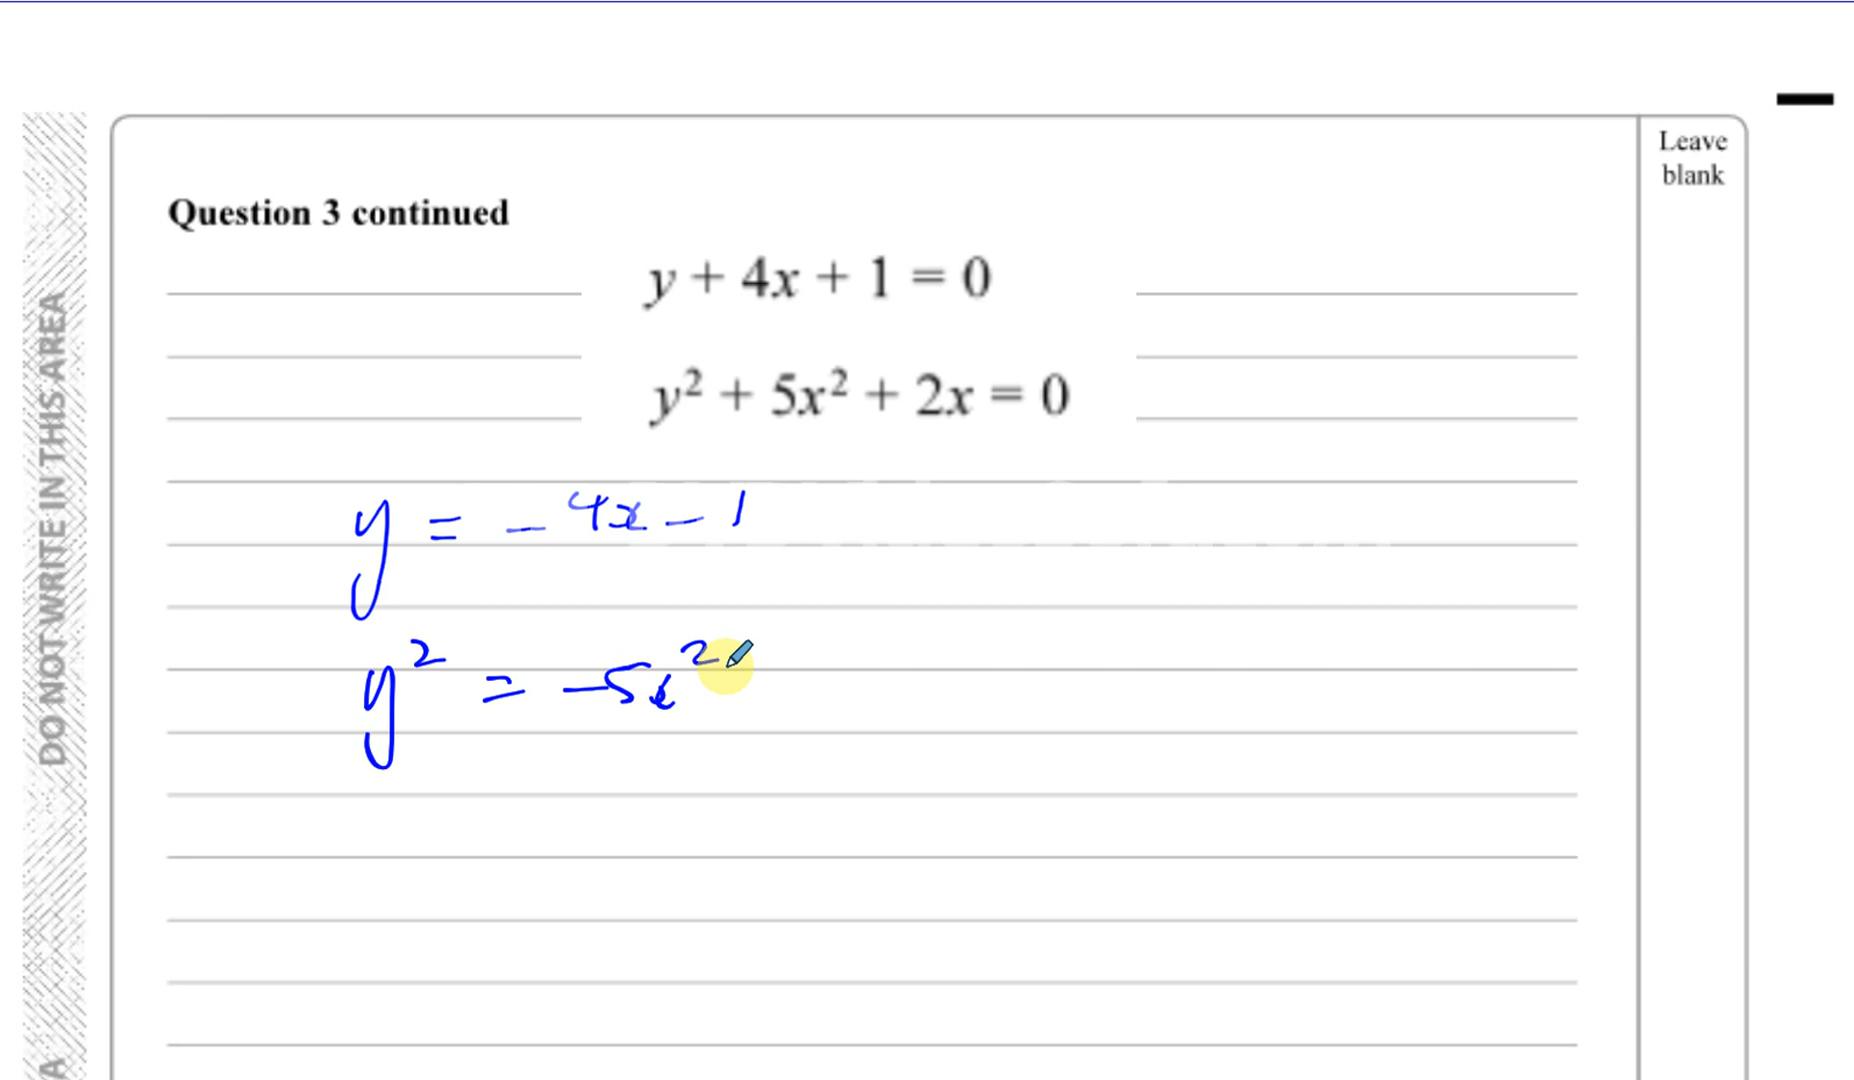 Leave
blank
Question 3 continued
y + 4x + 1 = 0
y² + 5x² + 2x = 0
y = - 4x - 1
y² = -5x²
DO NOT WRITE IN THIS AREA
A